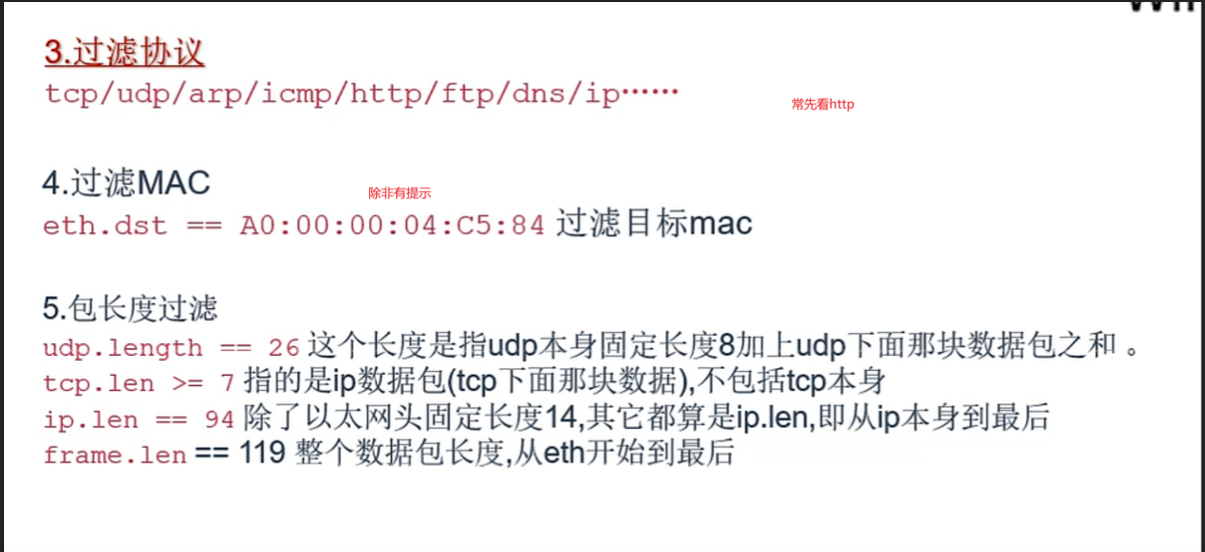 3.过滤协议
tcp/udp/arp/icmp/http/ftp/dns/ip……
常先看http
4.过滤MAC
除非有提示
eth.dst == A0:00:00:04:C5:84 过滤目标mac
5.包长度过滤
udp.length == 26 这个长度是指udp本身固定长度8加上udp下面那块数据包之和 。
tcp.len >= 7 指的是ip数据包(tcp下面那块数据),不包括tcp本身
ip.len == 94 除了以太网头固定长度14,其它都算是ip.len,即从ip本身到最后
frame.len == 119 整个数据包长度,从eth开始到最后